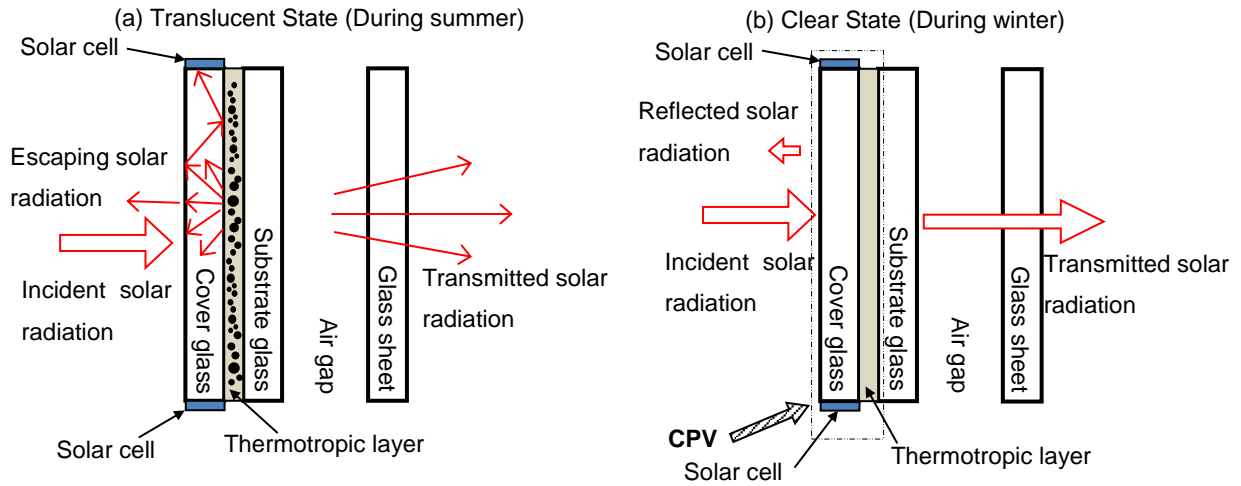 (a) Translucent State (During summer)
Solar cell
Escaping solar
radiation
Incident solar
radiation
Cover glass
Substrate glass
Air gap
Glass sheet
Transmitted solar
radiation
Solar cell
Thermotropic layer
(b) Clear State (During winter)
Solar cell
Reflected solar
radiation
Incident solar
radiation
Cover glass
Substrate glass
Air gap
Glass sheet
Transmitted solar
radiation
CPV
Solar cell
Thermotropic layer